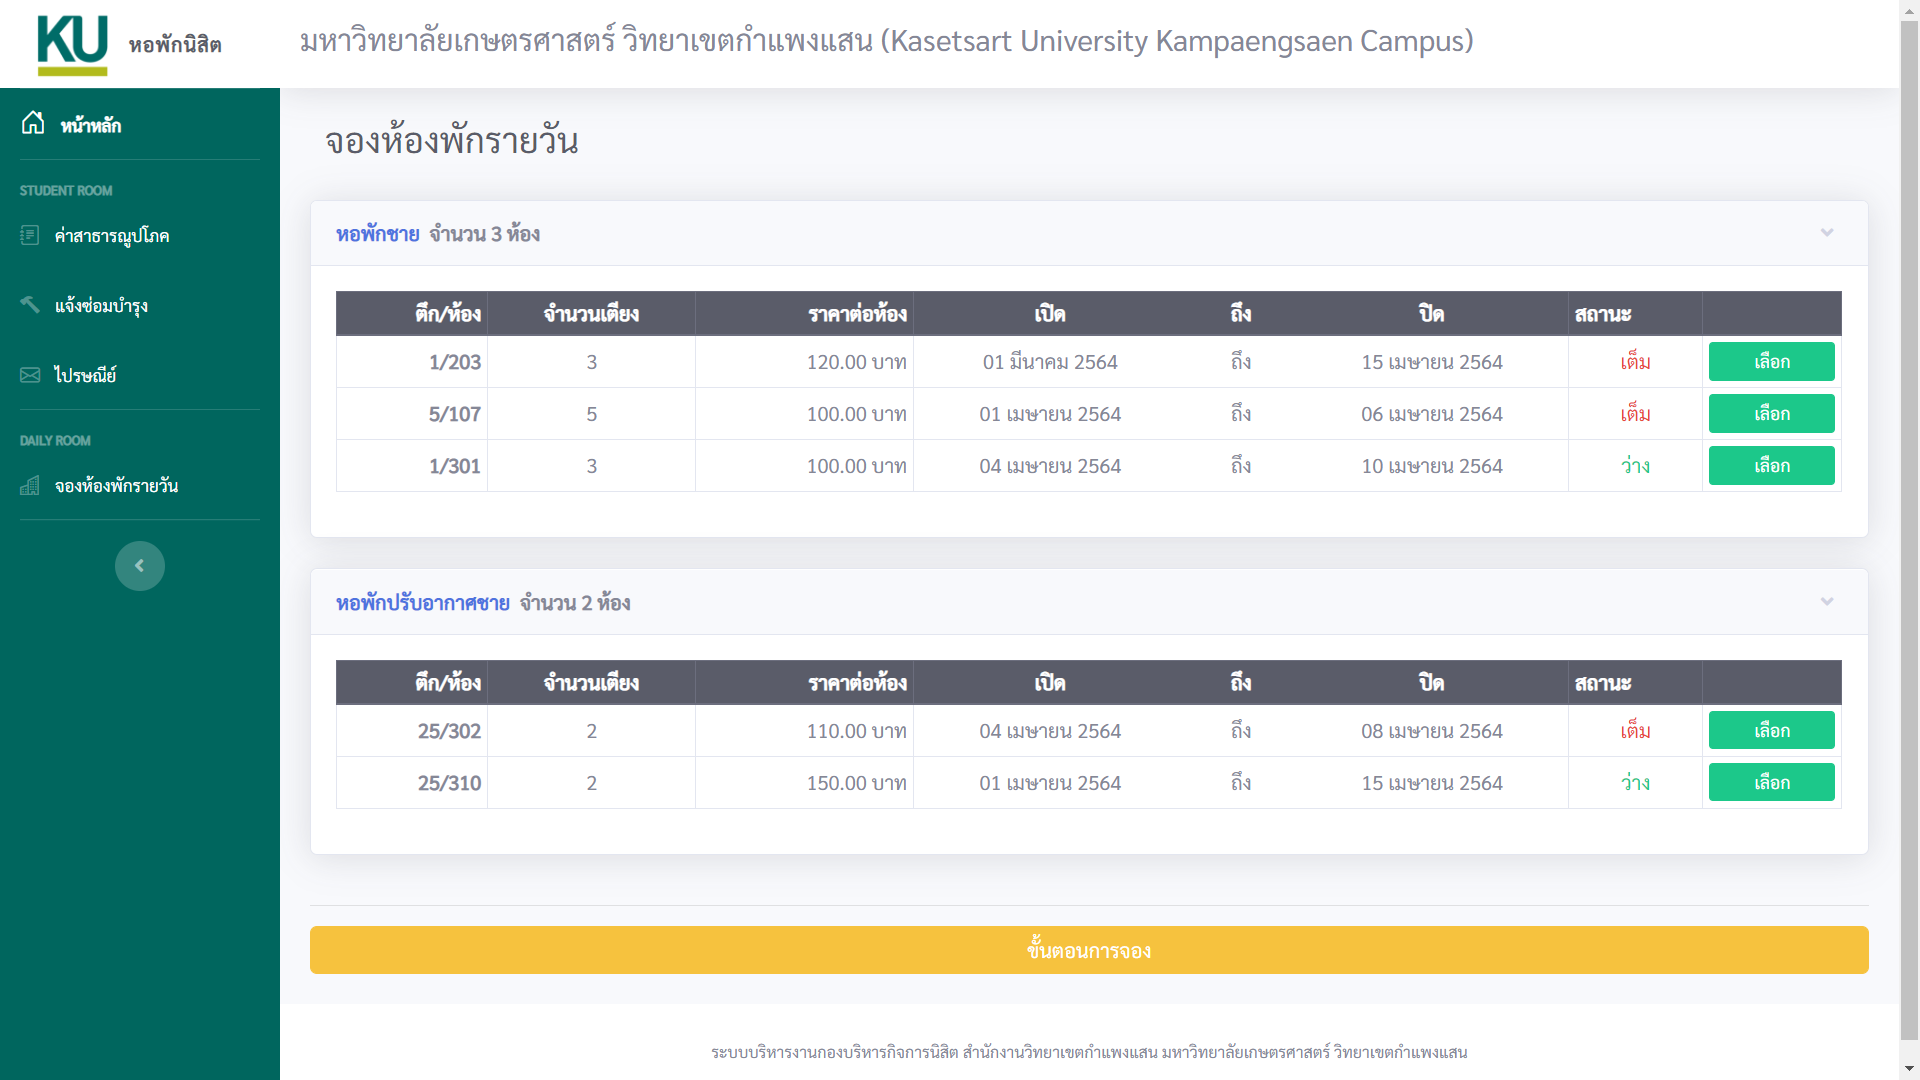 KU หอพักนิสิต
มหาวิทยาลัยเกษตรศาสตร์ วิทยาเขตกำแพงแสน (Kasetsart University Kampaengsaen Campus)
หน้าหลัก
STUDENT ROOM
ค่าสาธารณูปโภค
แจ้งซ่อมบำรุง
ไปรษณีย์
DAILY ROOM
จองห้องพักรายวัน
จองห้องพักรายวัน
หอพักชาย จำนวน 3 ห้อง
ตึก/ห้อง จำนวนเตียง ราคาต่อห้อง เปิด ถึง ปิด สถานะ
1/203 3 120.00 บาท 01 มีนาคม 2564 ถึง 15 เมษายน 2564 เต็ม เลือก
5/107 5 100.00 บาท 01 เมษายน 2564 ถึง 06 เมษายน 2564 เต็ม เลือก
1/301 3 100.00 บาท 04 เมษายน 2564 ถึง 10 เมษายน 2564 ว่าง เลือก
หอพักปรับอากาศชาย จำนวน 2 ห้อง
ตึก/ห้อง จำนวนเตียง ราคาต่อห้อง เปิด ถึง ปิด สถานะ
25/302 2 110.00 บาท 04 เมษายน 2564 ถึง 08 เมษายน 2564 เต็ม เลือก
25/310 2 150.00 บาท 01 เมษายน 2564 ถึง 15 เมษายน 2564 ว่าง เลือก
ขั้นตอนการจอง
ระบบบริหารงานกองบริหารกิจการนิสิต สำนักงานวิทยาเขตกำแพงแสน มหาวิทยาลัยเกษตรศาสตร์ วิทยาเขตกำแพงแสน